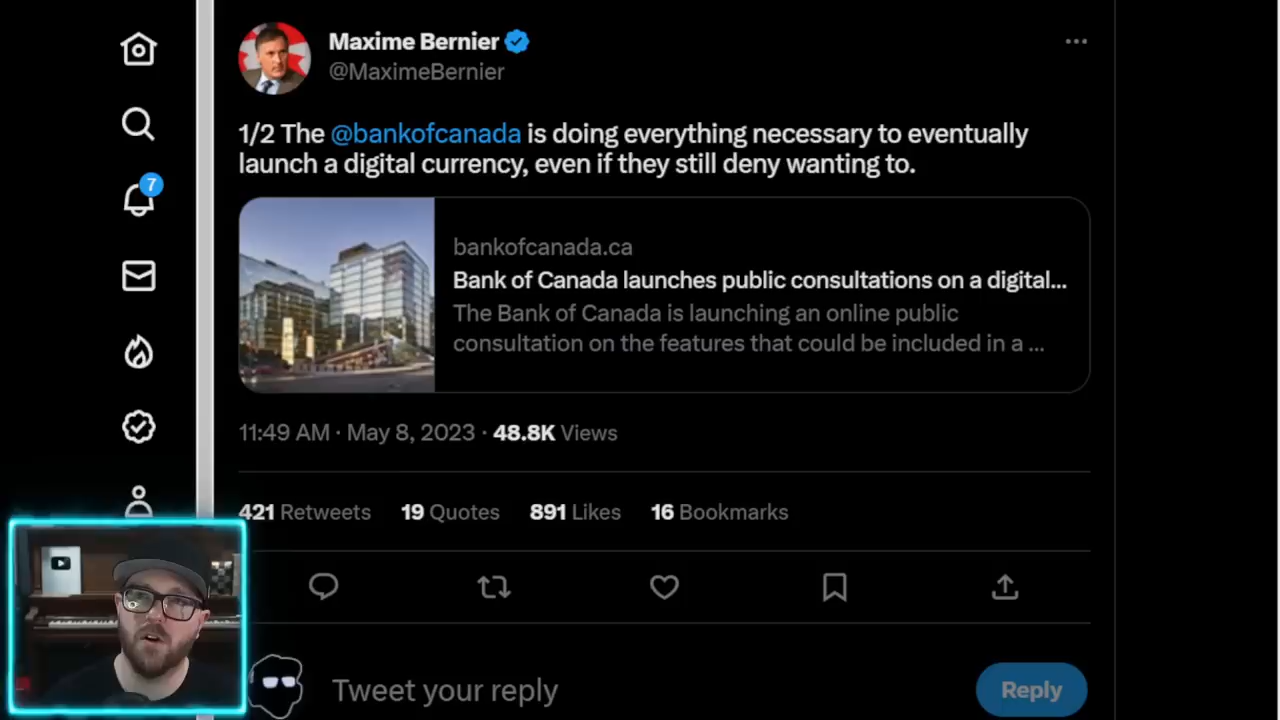 Maxime Bernier
@MaximeBernier
1/2 The @bankofcanada is doing everything necessary to eventually
launch a digital currency, even if they still deny wanting to.
bankofcanada.ca
Bank of Canada launches public consultations on a digital...
The Bank of Canada is launching an online public
consultation on the features that could be included in a ...
11:49 AM · May 8, 2023 · 48.8K Views
421 Retweets 19 Quotes 891 Likes 16 Bookmarks
7
Tweet your reply
Reply